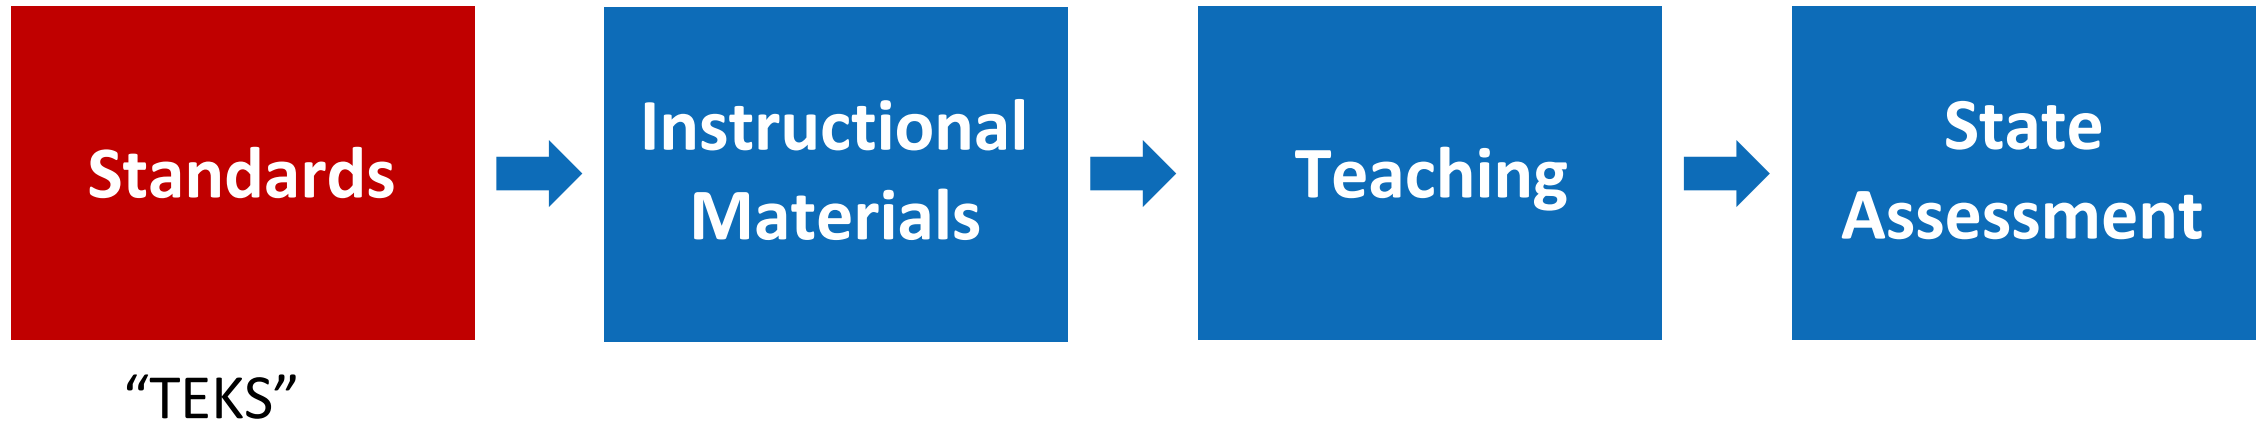 Standards
Instructional
Materials
Teaching
State
Assessment
“TEKS”